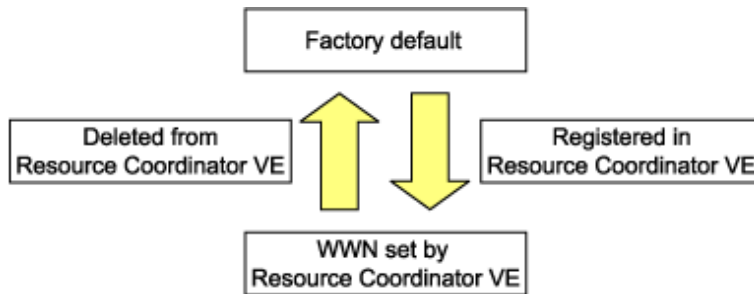 Factory default
Deleted from
Resource Coordinator VE
Registered in
Resource Coordinator VE
WWN set by
Resource Coordinator VE